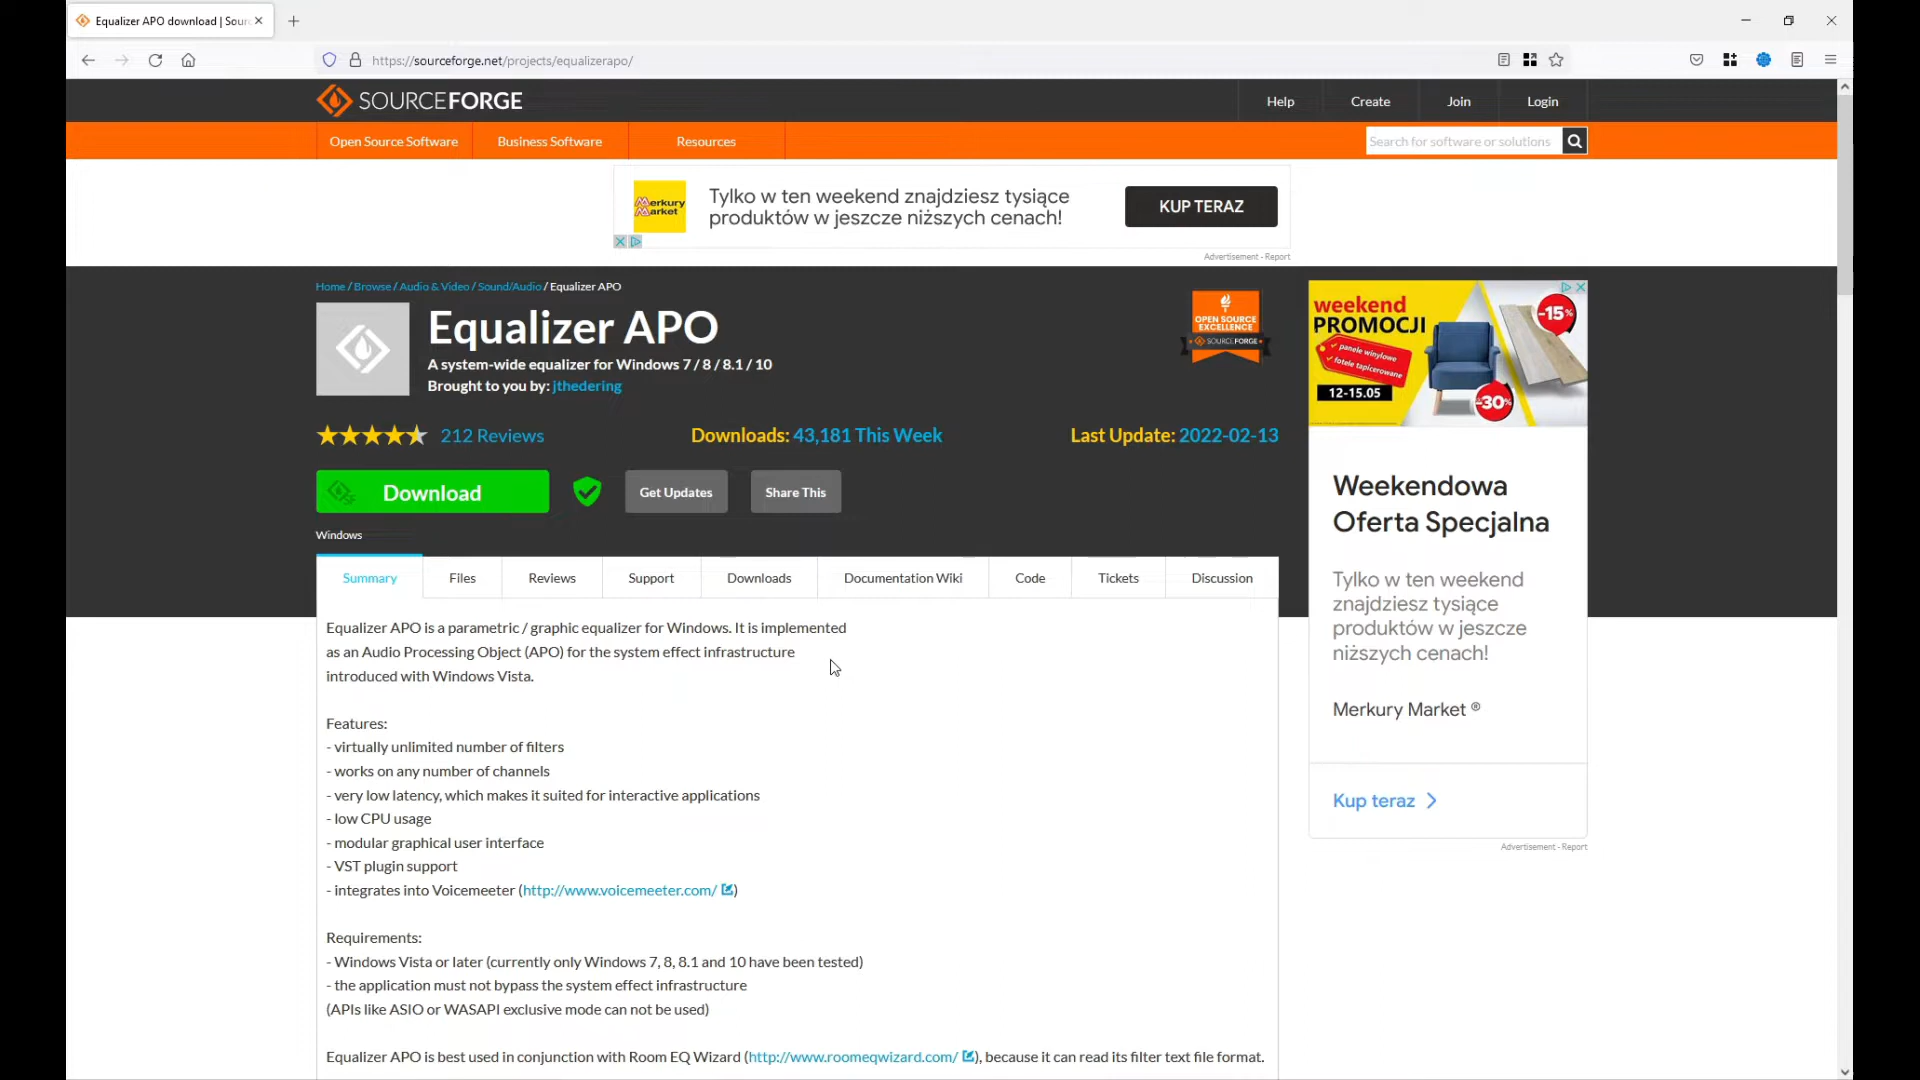 Equalizer APO download | Sour
https://sourceforge.net/projects/equalizerapo/
SOURCEFORGE
Help
Create
Join
Login
Open Source Software
Business Software
Resources
Search for software or solutions
Merkury
Market
Tylko w ten weekend znajdziesz tysiące
produktów w jeszcze niższych cenach!
KUP TERAZ
Advertisement - Report
Home / Browse / Audio & Video / Sound/Audio / Equalizer APO
Equalizer APO
A system-wide equalizer for Windows 7 / 8 / 8.1 / 10
Brought to you by: jthedering
OPEN SOURCE
EXCELLENCE
SOURCEFORGE
212 Reviews
Downloads: 43,181 This Week
Last Update: 2022-02-13
Download
Get Updates
Share This
Windows
Summary
Files
Reviews
Support
Downloads
Documentation Wiki
Code
Tickets
Discussion
Equalizer APO is a parametric / graphic equalizer for Windows. It is implemented
as an Audio Processing Object (APO) for the system effect infrastructure
introduced with Windows Vista.
Features:
- virtually unlimited number of filters
- works on any number of channels
- very low latency, which makes it suited for interactive applications
- low CPU usage
- modular graphical user interface
- VST plugin support
- integrates into Voicemeeter (http://www.voicemeeter.com/)
Requirements:
- Windows Vista or later (currently only Windows 7, 8, 8.1 and 10 have been tested)
- the application must not bypass the system effect infrastructure
(APIs like ASIO or WASAPI exclusive mode can not be used)
Equalizer APO is best used in conjunction with Room EQ Wizard (http://www.roomeqwizard.com/), because it can read its filter text file format.
weekend
PROMOCJI
panele winylowe
fotele tapicerowane
12-15.05
-15%
-30%
Weekendowa
Oferta Specjalna
Tylko w ten weekend
znajdziesz tysiące
produktów w jeszcze
niższych cenach!
Merkury Market ®
Kup teraz
Advertisement - Report